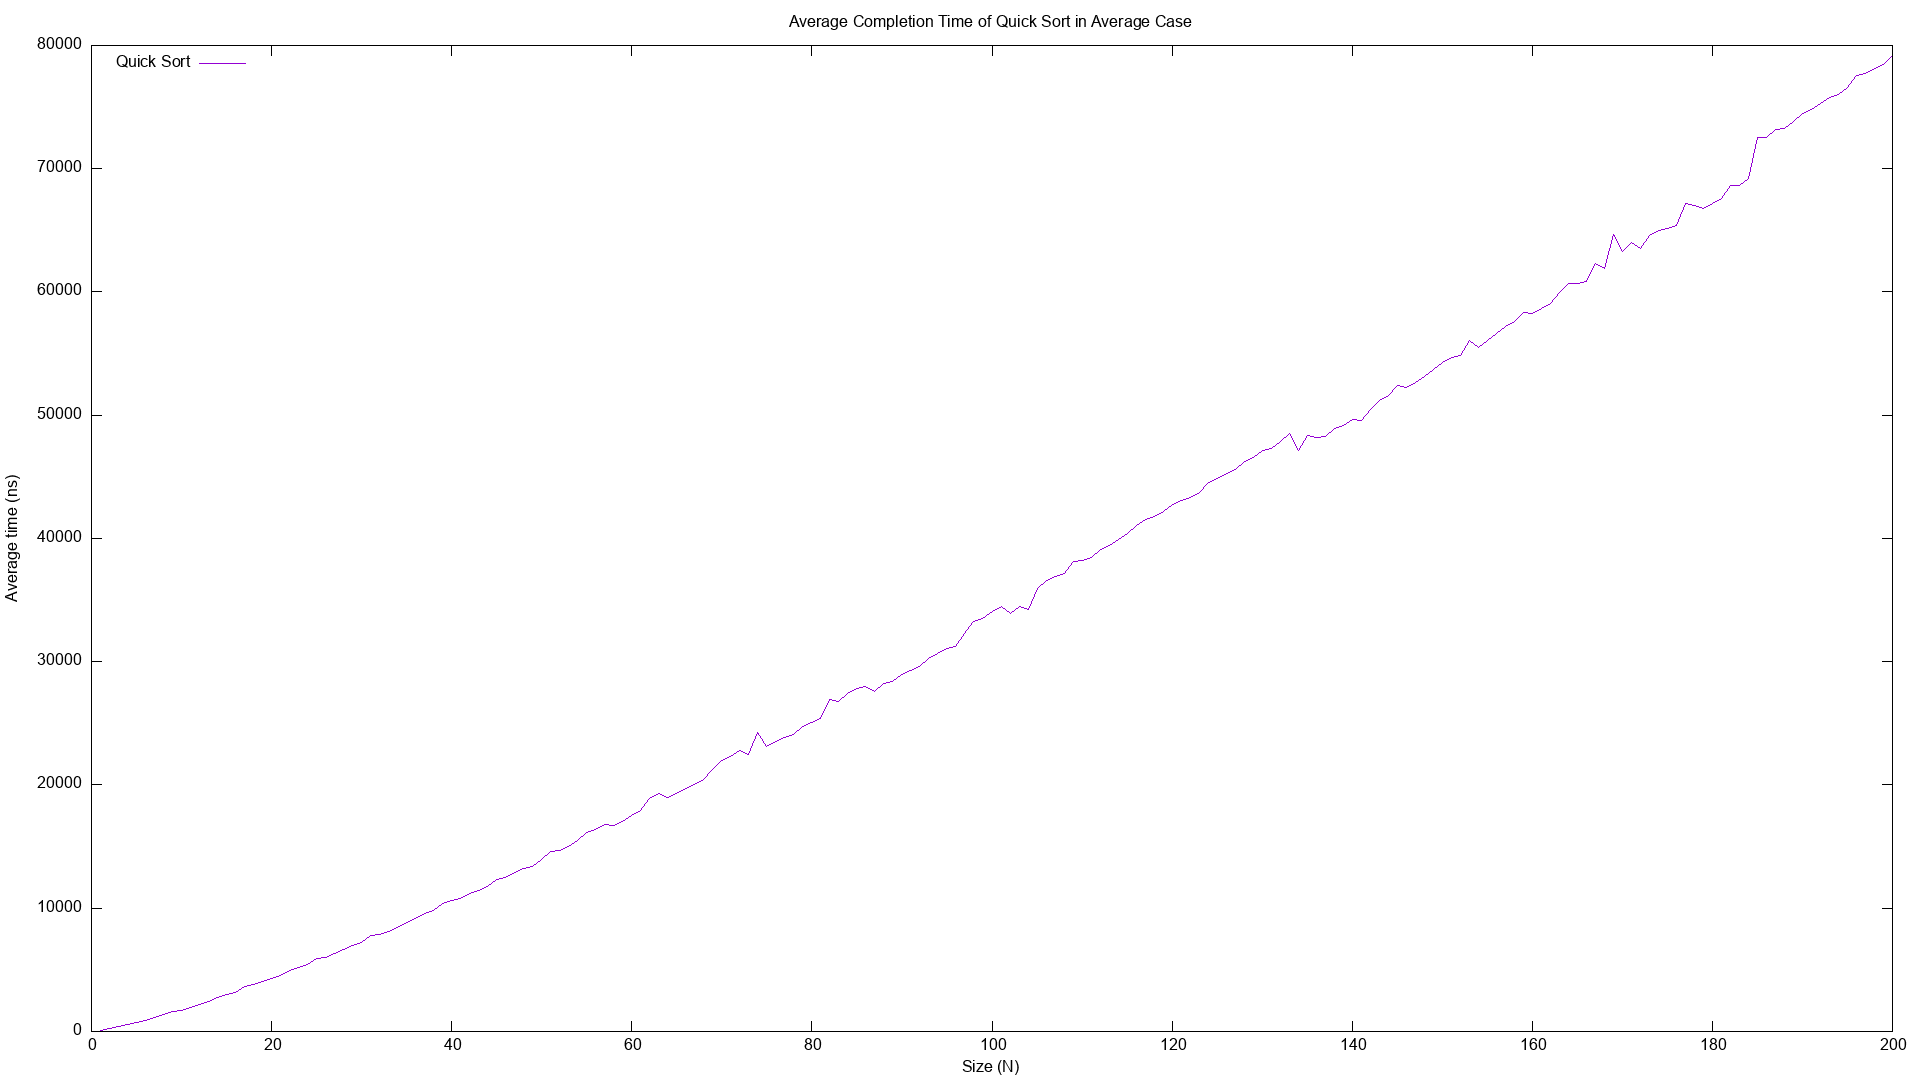 Average Completion Time of Quick Sort in Average Case
Quick Sort
80000
70000
60000
50000
40000
30000
20000
10000
0
Average time (ns)
0 20 40 60 80 100 120 140 160 180 200
Size (N)